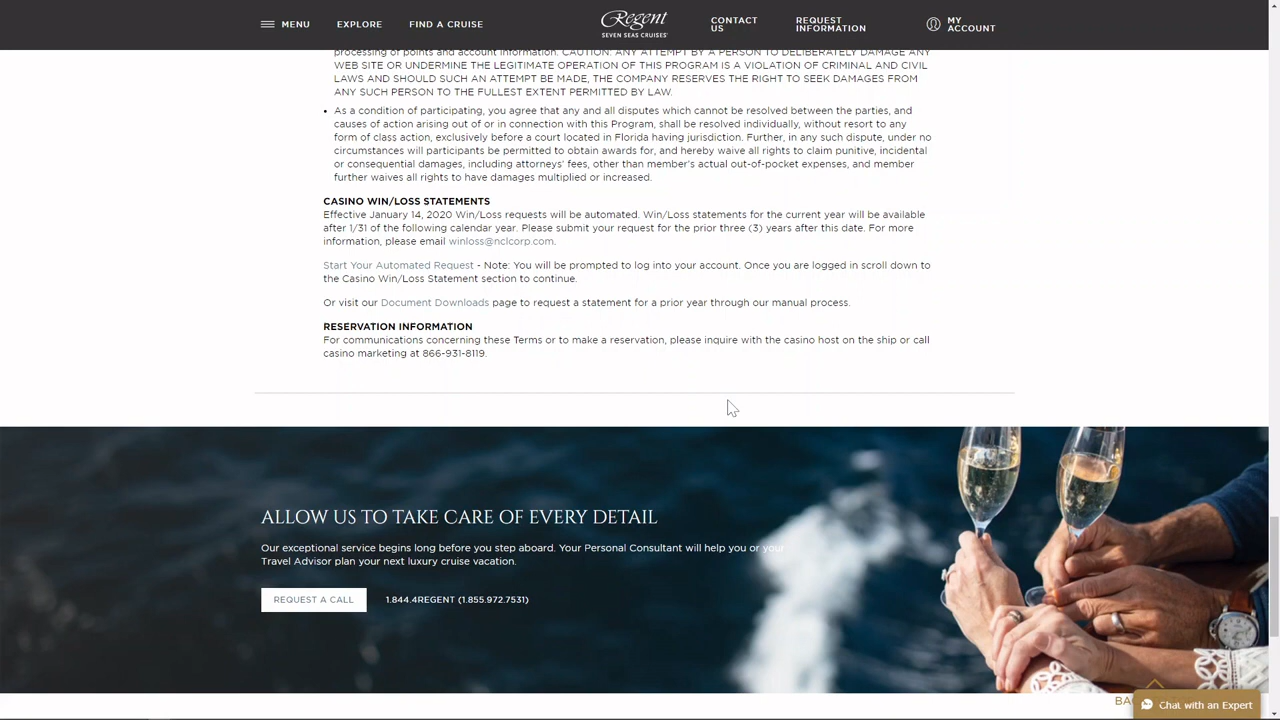 MENU
EXPLORE
FIND A CRUISE
Regent
SEVEN SEAS CRUISES
CONTACT
US
REQUEST
INFORMATION
MY
ACCOUNT
processing of points and account information. CAUTION: ANY ATTEMPT BY A PERSON TO DELIBERATELY DAMAGE ANY
WEB SITE OR UNDERMINE THE LEGITIMATE OPERATION OF THIS PROGRAM IS A VIOLATION OF CRIMINAL AND CIVIL
LAWS AND SHOULD SUCH AN ATTEMPT BE MADE, THE COMPANY RESERVES THE RIGHT TO SEEK DAMAGES FROM
ANY SUCH PERSON TO THE FULLEST EXTENT PERMITTED BY LAW.
• As a condition of participating, you agree that any and all disputes which cannot be resolved between the parties, and
causes of action arising out of or in connection with this Program, shall be resolved individually, without resort to any
form of class action, exclusively before a court located in Florida having jurisdiction. Further, in any such dispute, under no
circumstances will participants be permitted to obtain awards for, and hereby waive all rights to claim punitive, incidental
or consequential damages, including attorneys' fees, other than member's actual out-of-pocket expenses, and member
further waives all rights to have damages multiplied or increased.
CASINO WIN/LOSS STATEMENTS
Effective January 14, 2020 Win/Loss requests will be automated. Win/Loss statements for the current year will be available
after 1/31 of the following calendar year. Please submit your request for the prior three (3) years after this date. For more
information, please email winloss@nclcorp.com.
Start Your Automated Request - Note: You will be prompted to log into your account. Once you are logged in scroll down to
the Casino Win/Loss Statement section to continue.
Or visit our Document Downloads page to request a statement for a prior year through our manual process.
RESERVATION INFORMATION
For communications concerning these Terms or to make a reservation, please inquire with the casino host on the ship or call
casino marketing at 866-931-8119.
ALLOW US TO TAKE CARE OF EVERY DETAIL
Our exceptional service begins long before you step aboard. Your Personal Consultant will help you or your
Travel Advisor plan your next luxury cruise vacation.
REQUEST A CALL
1.844.4REGENT (1.855.972.7531)
Chat with an Expert